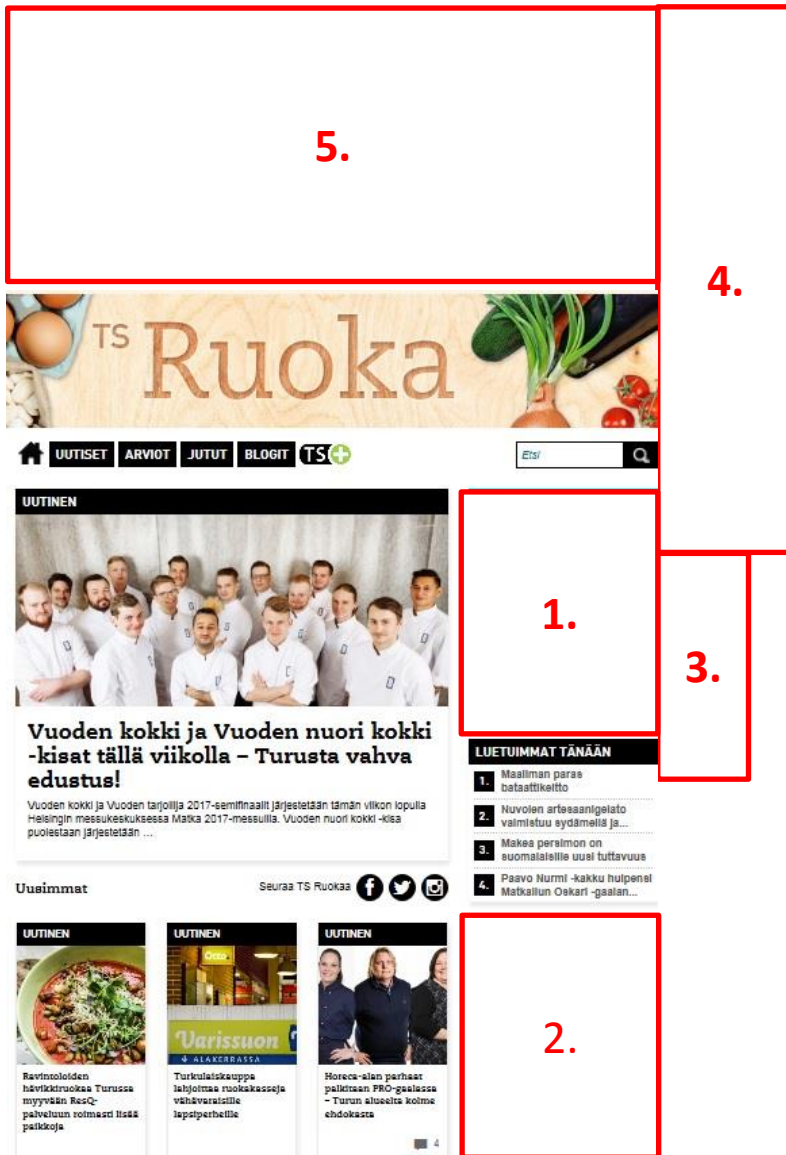 5.
4.
TS Ruoka
UUTISET ARVIOT JUTUT BLOGIT TS+
Etsi
UUTINEN
1.
3.
Vuoden kokki ja Vuoden nuori kokki
-kisat tällä viikolla – Turusta vahva
edustus!
Vuoden kokki ja Vuoden tarjoilija 2017-semifinaalit järjestetään tämän viikon lopulla
Helsingin messukeskuksessa Matka 2017-messuilla. Vuoden nuori kokki -kisa
puolestaan järjestetään ...
LUETUIMMAT TÄNÄÄN
1. Maailman paras
bataattikeitto
2. Nuvolen artesaanigelato
valmistuu sydämellä ja...
3. Makea persimon on
suomalaisille uusi tuttavuus
4. Paavo Nurmi -kakku huipensi
Matkailun Oskari -gaalan...
Uusimmat
Seuraa TS Ruokaa
UUTINEN
Ravintoloiden
hävikkiruokaa Turussa
myyvään ResQ-
palveluun roimasti lisää
paikkoja
UUTINEN
Otto.
Varissuon
ALAKERRASSA
Turkulaiskauppa
lahjoittaa ruokakasseja
vähävaraisille
lapsiperheille
UUTINEN
Horeca-alan parhaat
palkitaan PRO-gaalassa
– Turun alueelta kolme
ehdokasta
4
2.